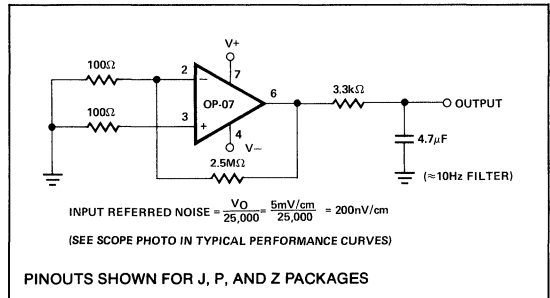 V+
100Ω
2
−
7
OP-07
6
3.3kΩ
OUTPUT
100Ω
3
+
4
V−
4.7μF
2.5MΩ
(≈10Hz FILTER)
INPUT REFERRED NOISE = VO/25,000 = 5mV/cm/25,000 = 200nV/cm
(SEE SCOPE PHOTO IN TYPICAL PERFORMANCE CURVES)
PINOUTS SHOWN FOR J, P, AND Z PACKAGES